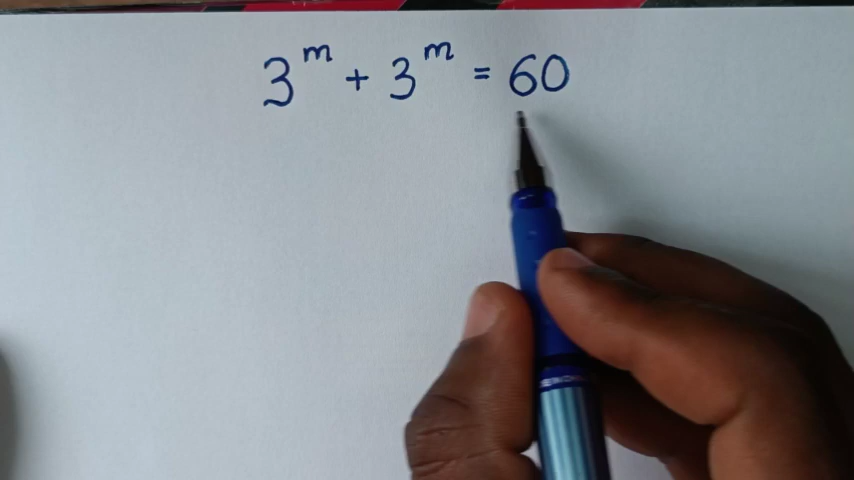 3^m + 3^m = 60